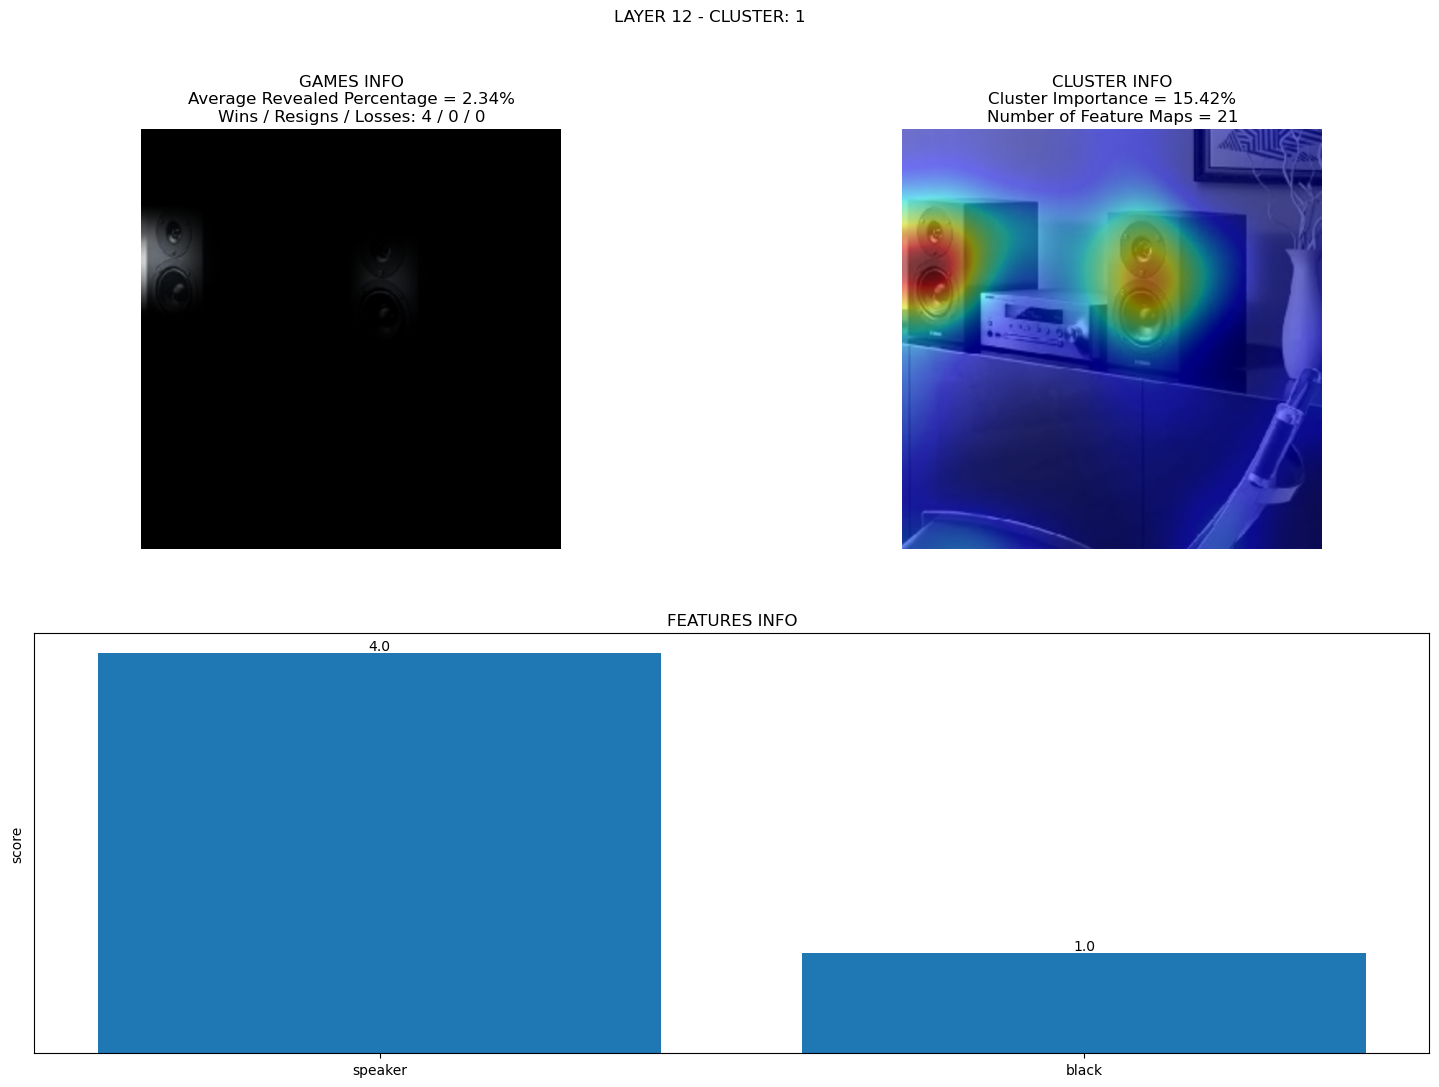 LAYER 12 - CLUSTER: 1
GAMES INFO
Average Revealed Percentage = 2.34%
Wins / Resigns / Losses: 4 / 0 / 0
CLUSTER INFO
Cluster Importance = 15.42%
Number of Feature Maps = 21
FEATURES INFO
score
4.0
1.0
speaker
black